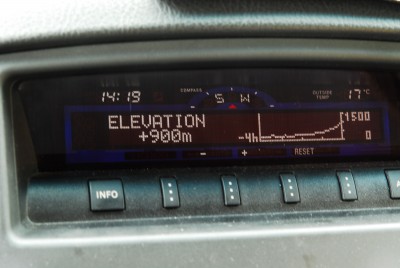 14:19 COMPASS S W OUTSIDE TEMP 17°C
ELEVATION 1500
+900m -4h 0
- + RESET
INFO